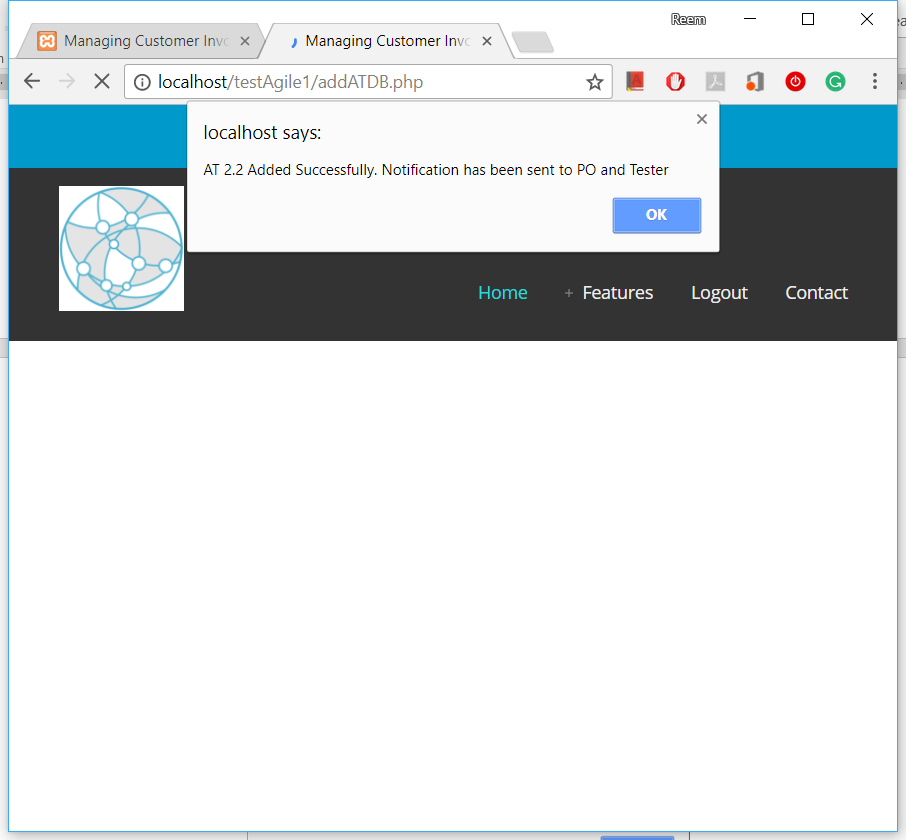 Reem
Managing Customer Invo
Managing Customer Invo
localhost/testAgile1/addATDB.php
localhost says:
AT 2.2 Added Successfully. Notification has been sent to PO and Tester
OK
Home + Features Logout Contact